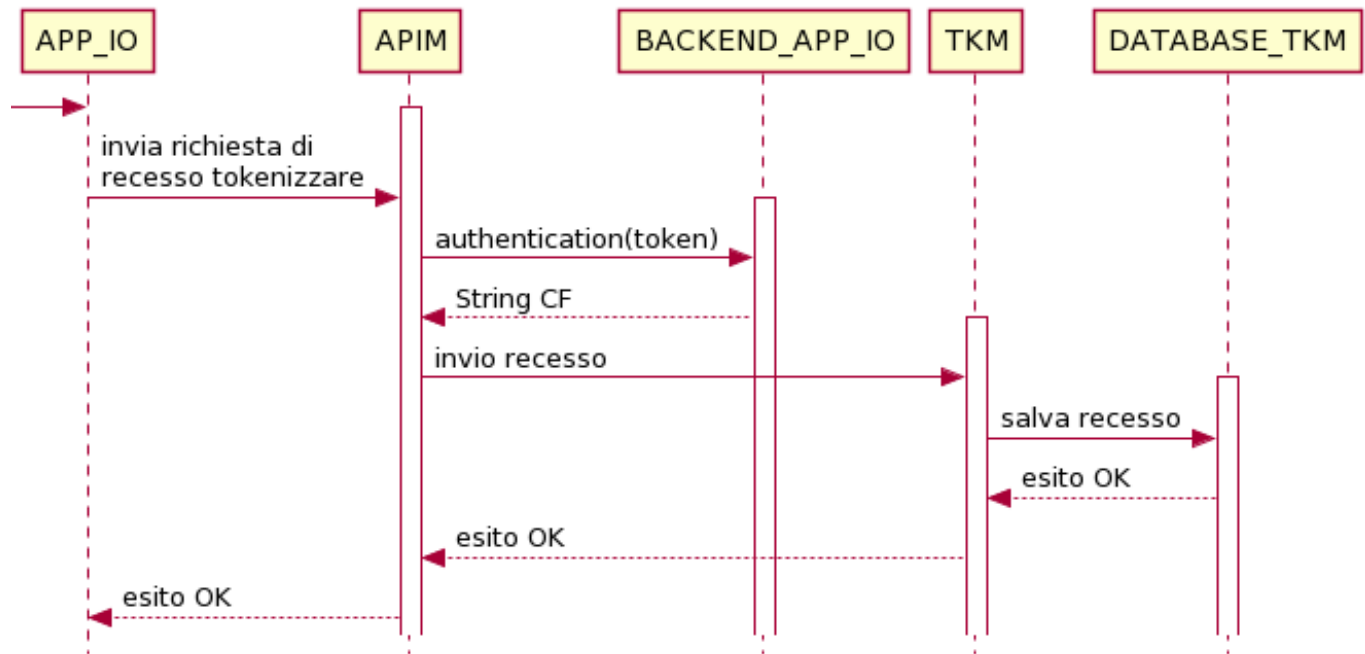 APP_IO
APIM
BACKEND_APP_IO
TKM
DATABASE_TKM
invia richiesta di
recesso tokenizzare
authentication(token)
String CF
invio recesso
salva recesso
esito OK
esito OK
esito OK